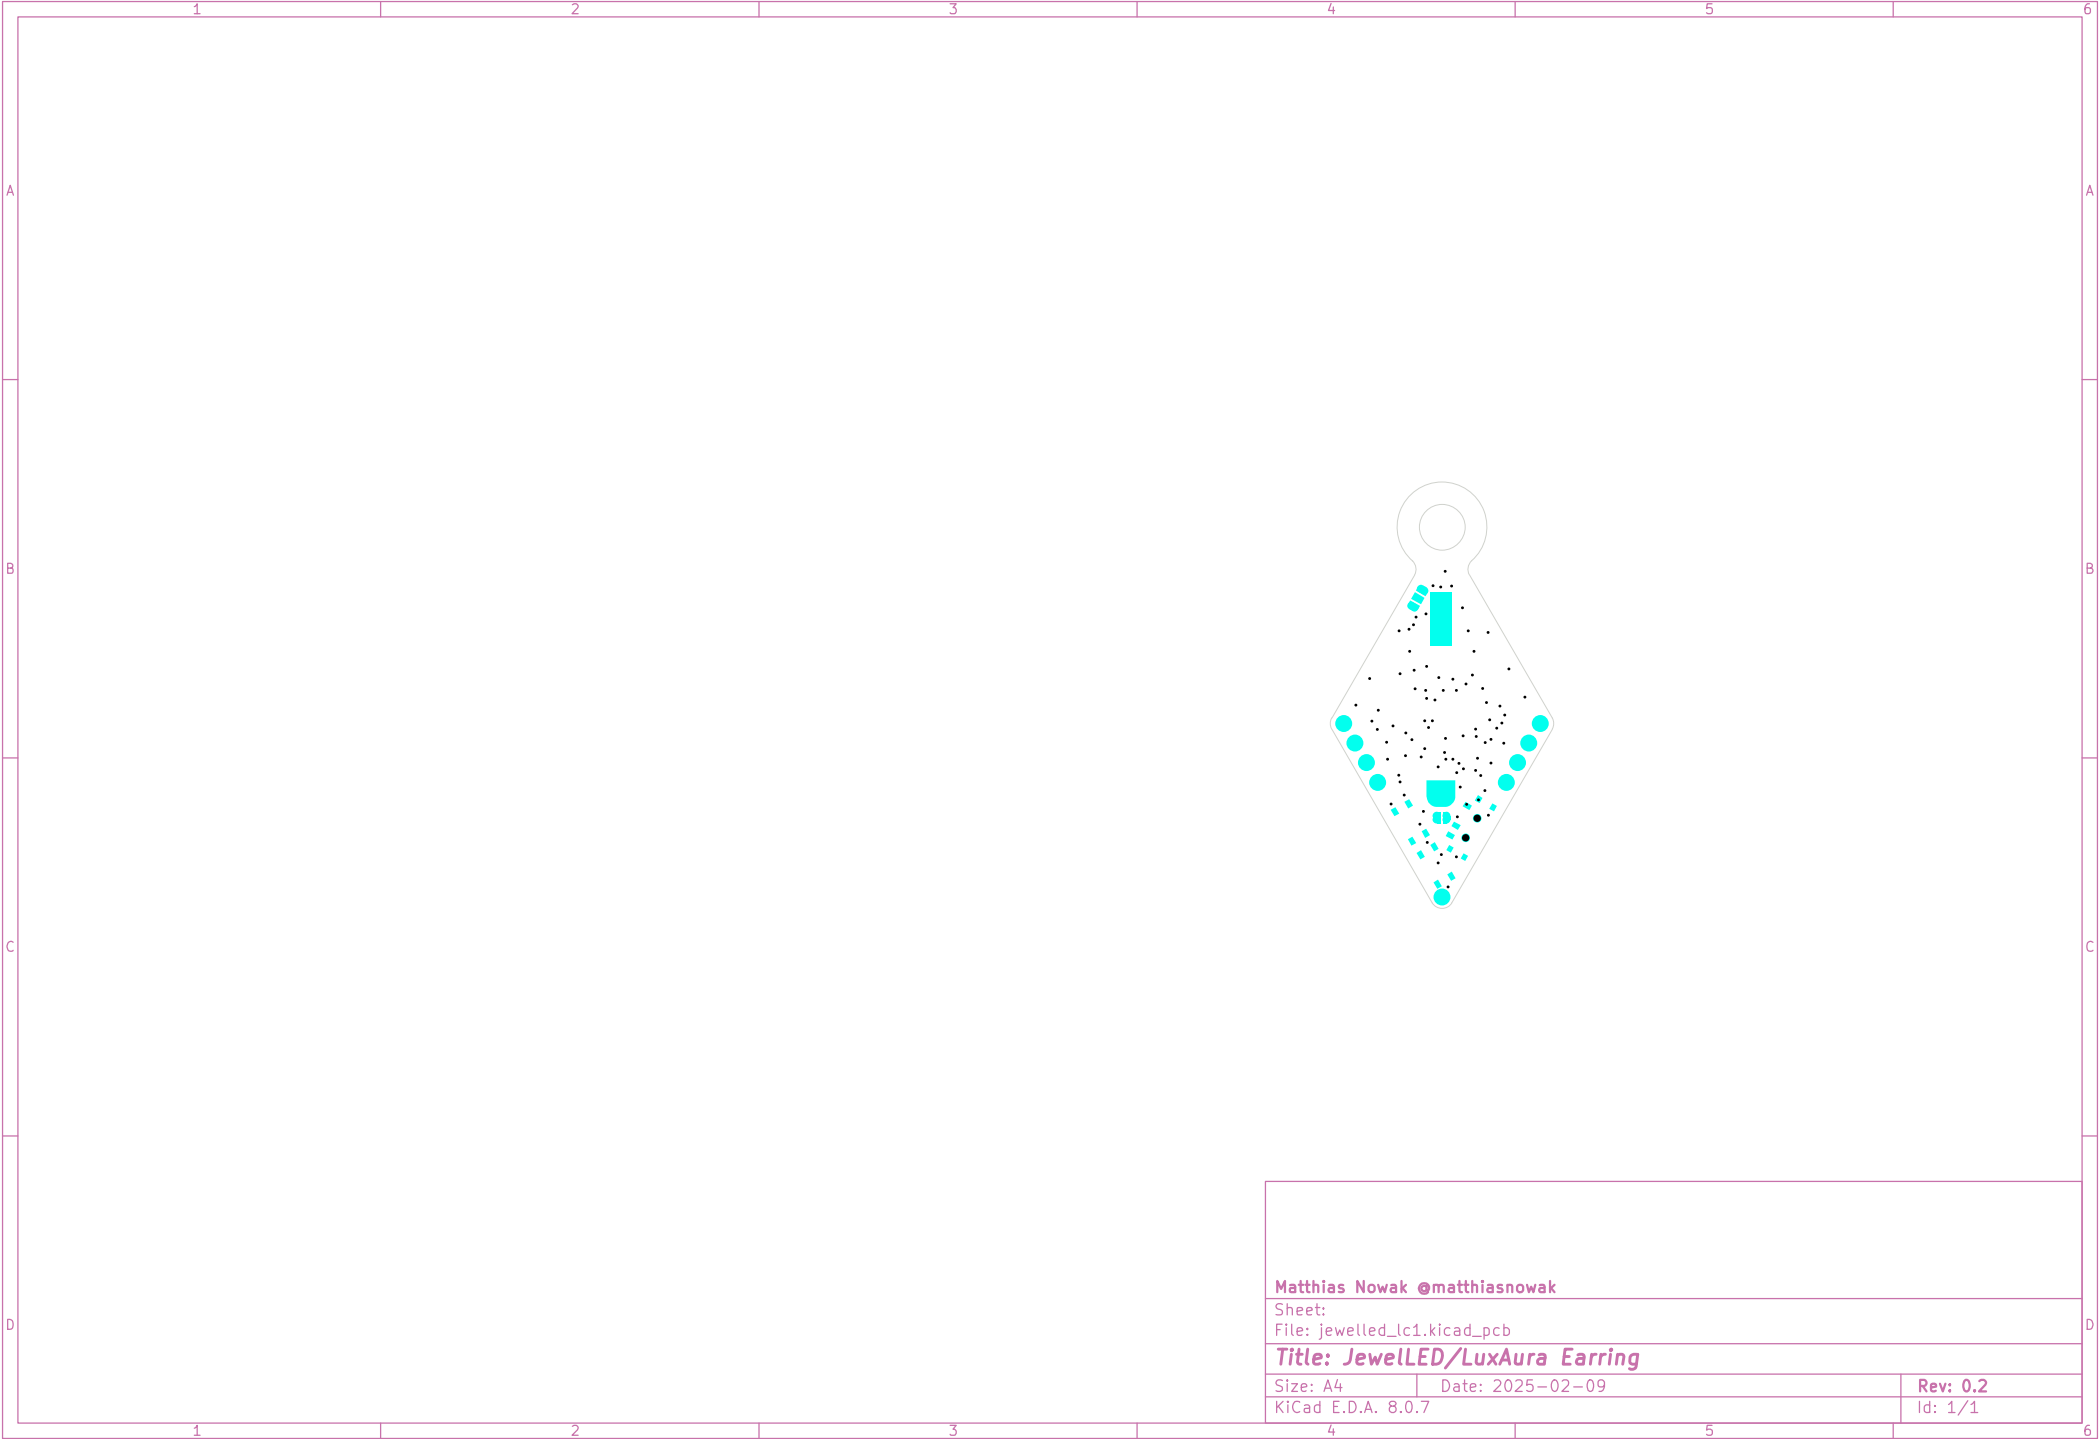 1 2 3 4 5 6
A A
B B
C C
Matthias Nowak @matthiasnowak
Sheet:
File: jewelled_lc1.kicad_pcb
D D
Title: JewelLED/LuxAura Earring
Size: A4 Date: 2025-02-09 Rev: 0.2
KiCad E.D.A. 8.0.7 Id: 1/1
1 2 3 4 5 6